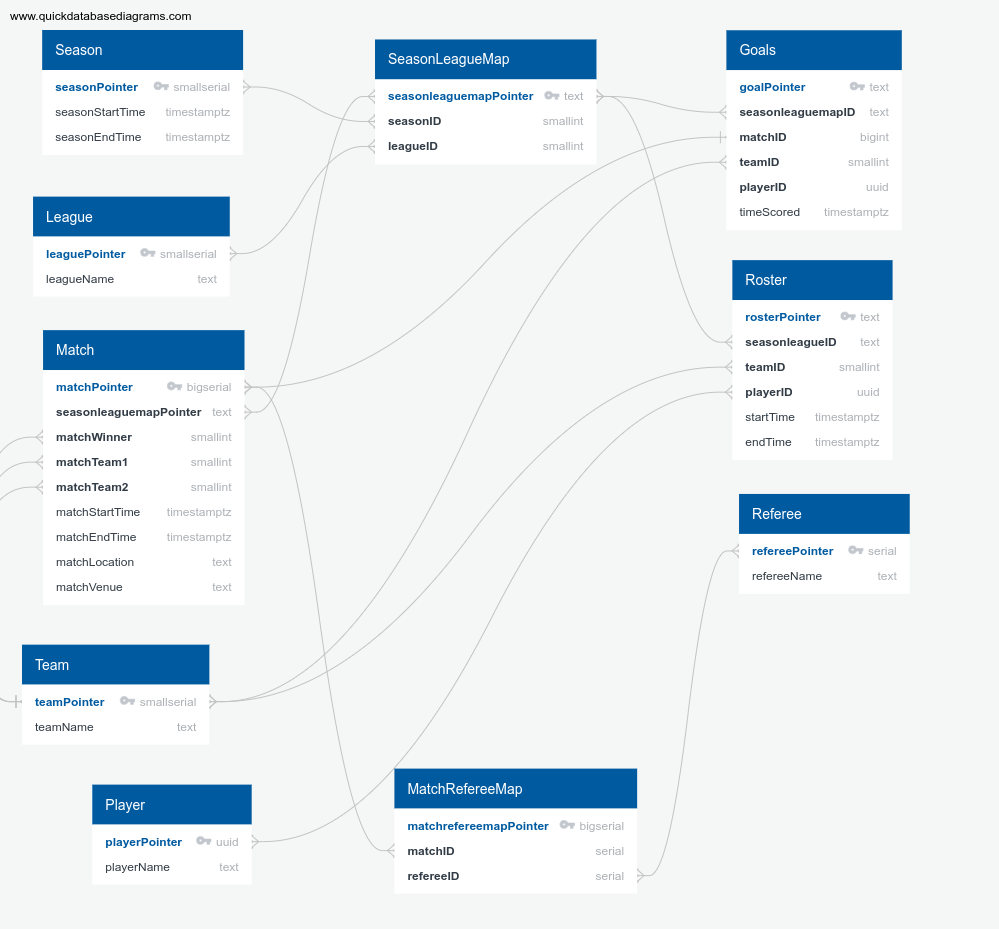 www.quickdatabasediagrams.com
Season
seasonPointer smallserial
seasonStartTime timestamptz
seasonEndTime timestamptz
SeasonLeagueMap
seasonleaguemapPointer text
seasonID smallint
leagueID smallint
Goals
goalPointer text
seasonleaguemapID text
matchID bigint
teamID smallint
playerID uuid
timeScored timestamptz
League
leaguePointer smallserial
leagueName text
Roster
rosterPointer text
seasonleagueID text
teamID smallint
playerID uuid
startTime timestamptz
endTime timestamptz
Match
matchPointer bigserial
seasonleaguemapPointer text
matchWinner smallint
matchTeam1 smallint
matchTeam2 smallint
matchStartTime timestamptz
matchEndTime timestamptz
matchLocation text
matchVenue text
Referee
refereePointer serial
refereeName text
Team
teamPointer smallserial
teamName text
Player
playerPointer uuid
playerName text
MatchRefereeMap
matchrefereemapPointer bigserial
matchID serial
refereeID serial